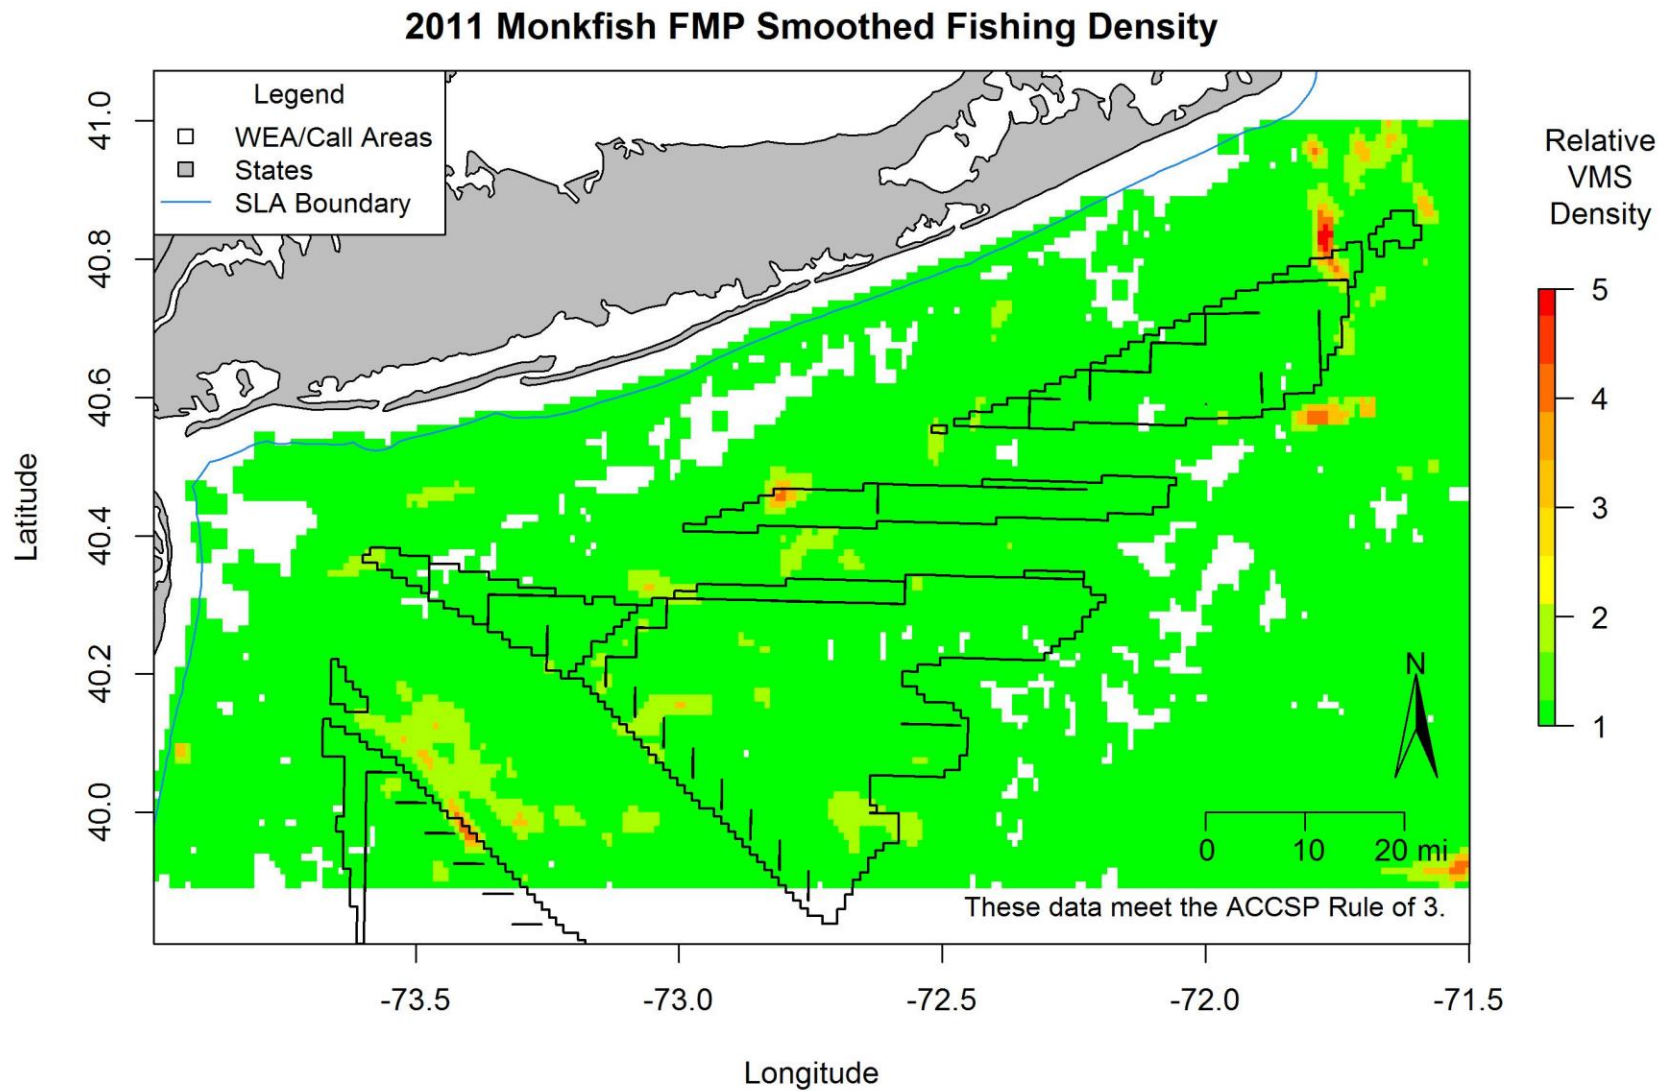 2011 Monkfish FMP Smoothed Fishing Density
Legend
WEA/Call Areas
States
SLA Boundary
Relative
VMS
Density
5
4
3
2
1
Latitude
41.0
40.8
40.6
40.4
40.2
40.0
N
0 10 20 mi
These data meet the ACCSP Rule of 3.
-73.5 -73.0 -72.5 -72.0 -71.5
Longitude